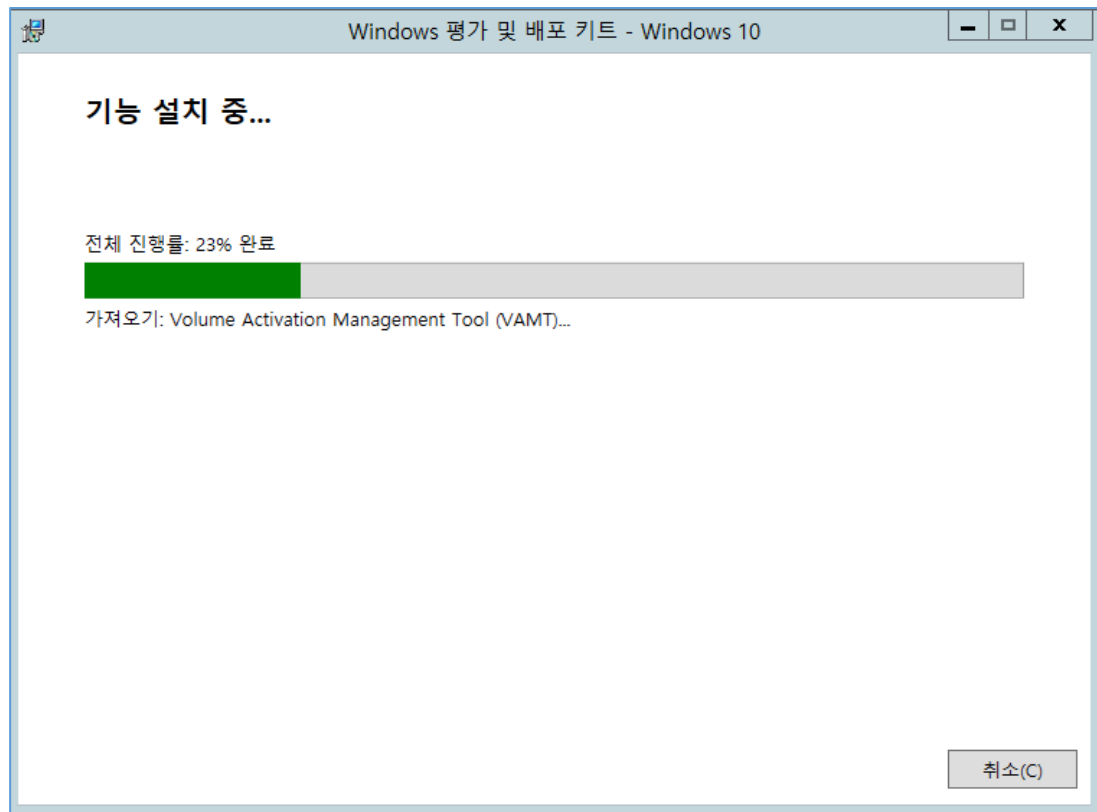 Windows 평가 및 배포 키트 - Windows 10
기능 설치 중...
전체 진행률: 23% 완료
가져오기: Volume Activation Management Tool (VAMT)...
취소(C)